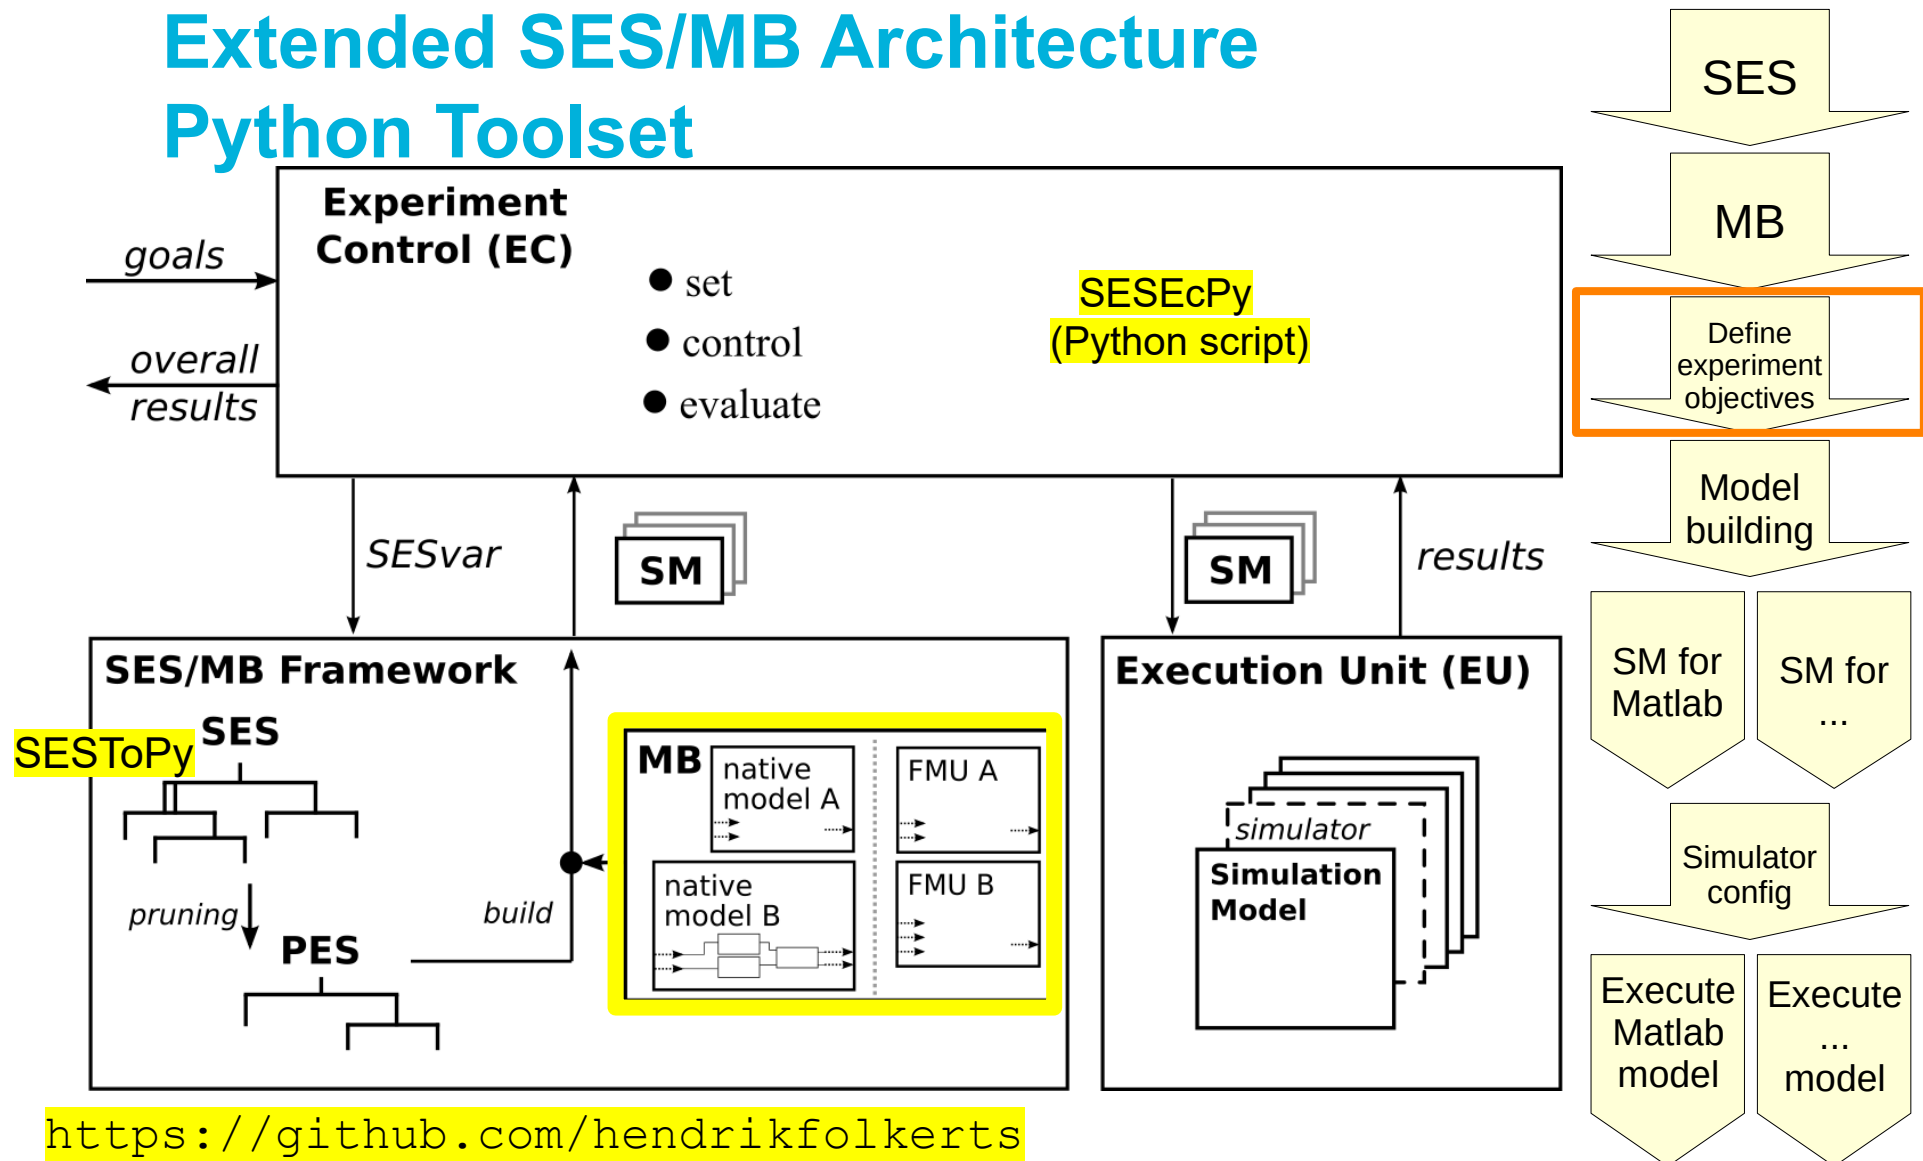 Extended SES/MB Architecture
Python Toolset
Experiment
Control (EC)
goals
overall
results
● set
● control
● evaluate
SESEcPy
(Python script)
SESvar
SM
SM
results
SES/MB Framework
SESToPy
SES
pruning
PES
build
MB
native
model A
native
model B
FMU A
FMU B
Execution Unit (EU)
simulator
Simulation
Model
https://github.com/hendrikfolkerts
SES
MB
Define
experiment
objectives
Model
building
SM for
Matlab
SM for
...
Simulator
config
Execute
Matlab
model
Execute
...
model